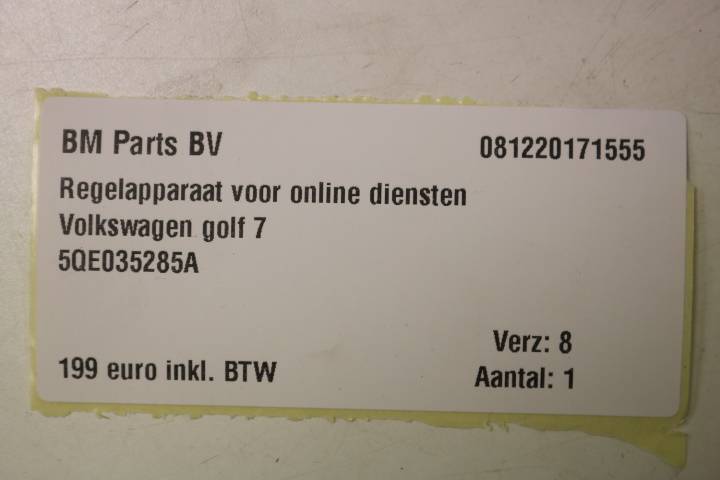 BM Parts BV 081220171555
Regelapparaat voor online diensten
Volkswagen golf 7
5QE035285A
Verz: 8
199 euro inkl. BTW Aantal: 1